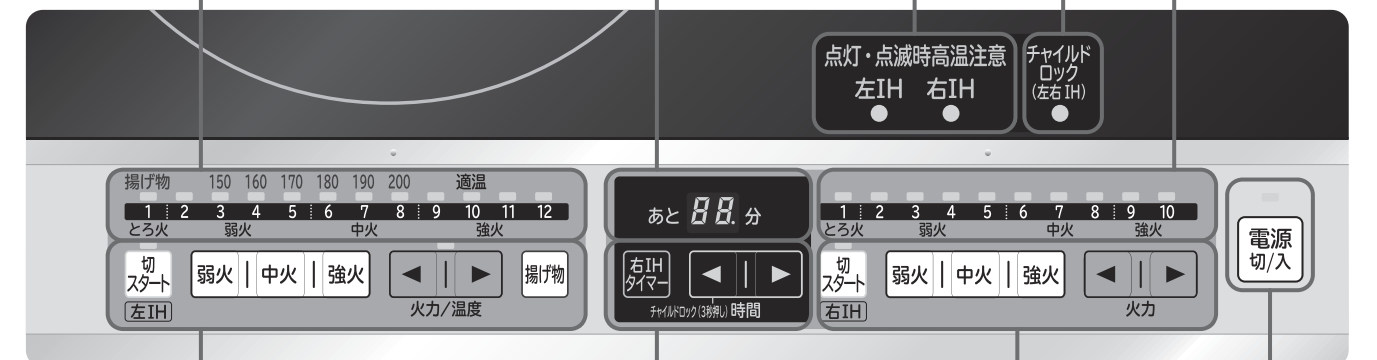 点灯・点滅時高温注意
左IH 右IH
チャイルド
ロック
(左右IH)
揚げ物 150 160 170 180 190 200 適温
1 2 3 4 5 6 7 8 9 10 11 12
とろ火 弱火 中火 強火
切
スタート
左IH
弱火 中火 強火
◀ ▶
火力/温度
揚げ物
あと 88. 分
右IH
タイマー
◀ ▶
チャイルドロック(3秒押し) 時間
1 2 3 4 5 6 7 8 9 10
とろ火 弱火 中火 強火
切
スタート
右IH
弱火 中火 強火
◀ ▶
火力
電源
切/入